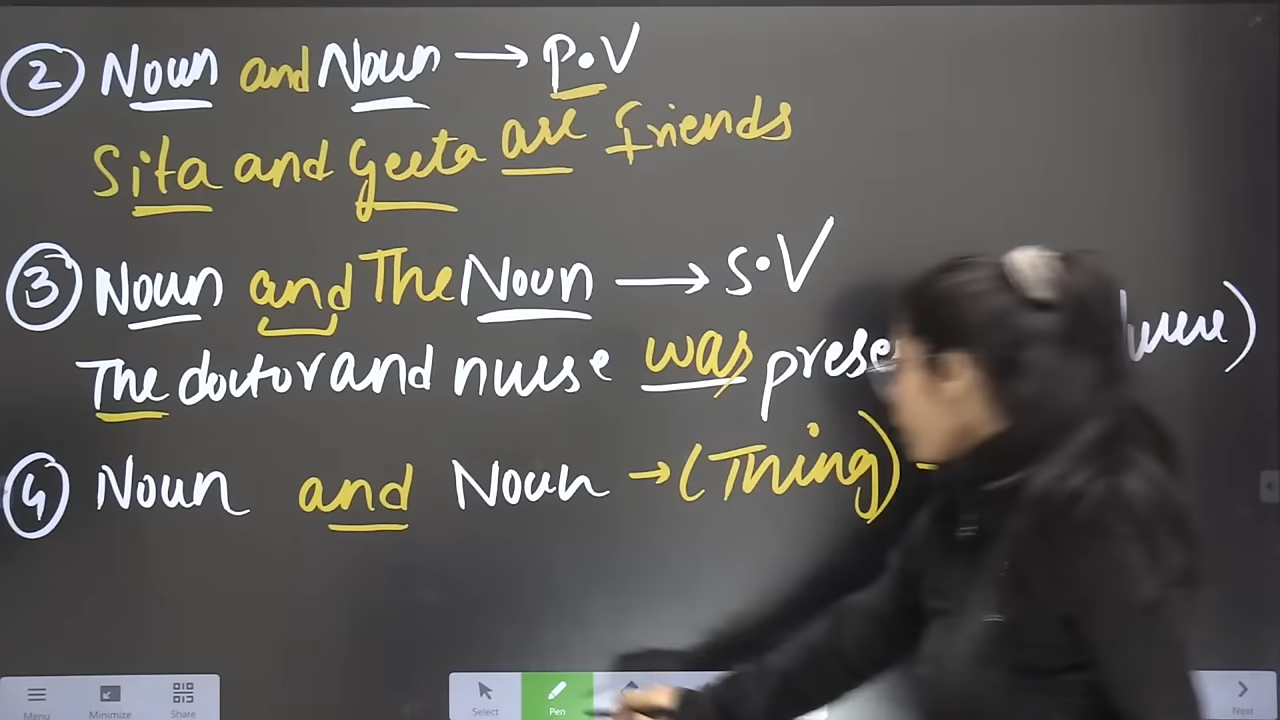 ② Noun and Noun → P.V
Sita and Geeta are friends
③ Noun and The Noun → S.V
The doctor and nurse was prese were)
④ Noun and Noun → (Thing) -
Menu
Minimize
Share
Select
Pen
Next